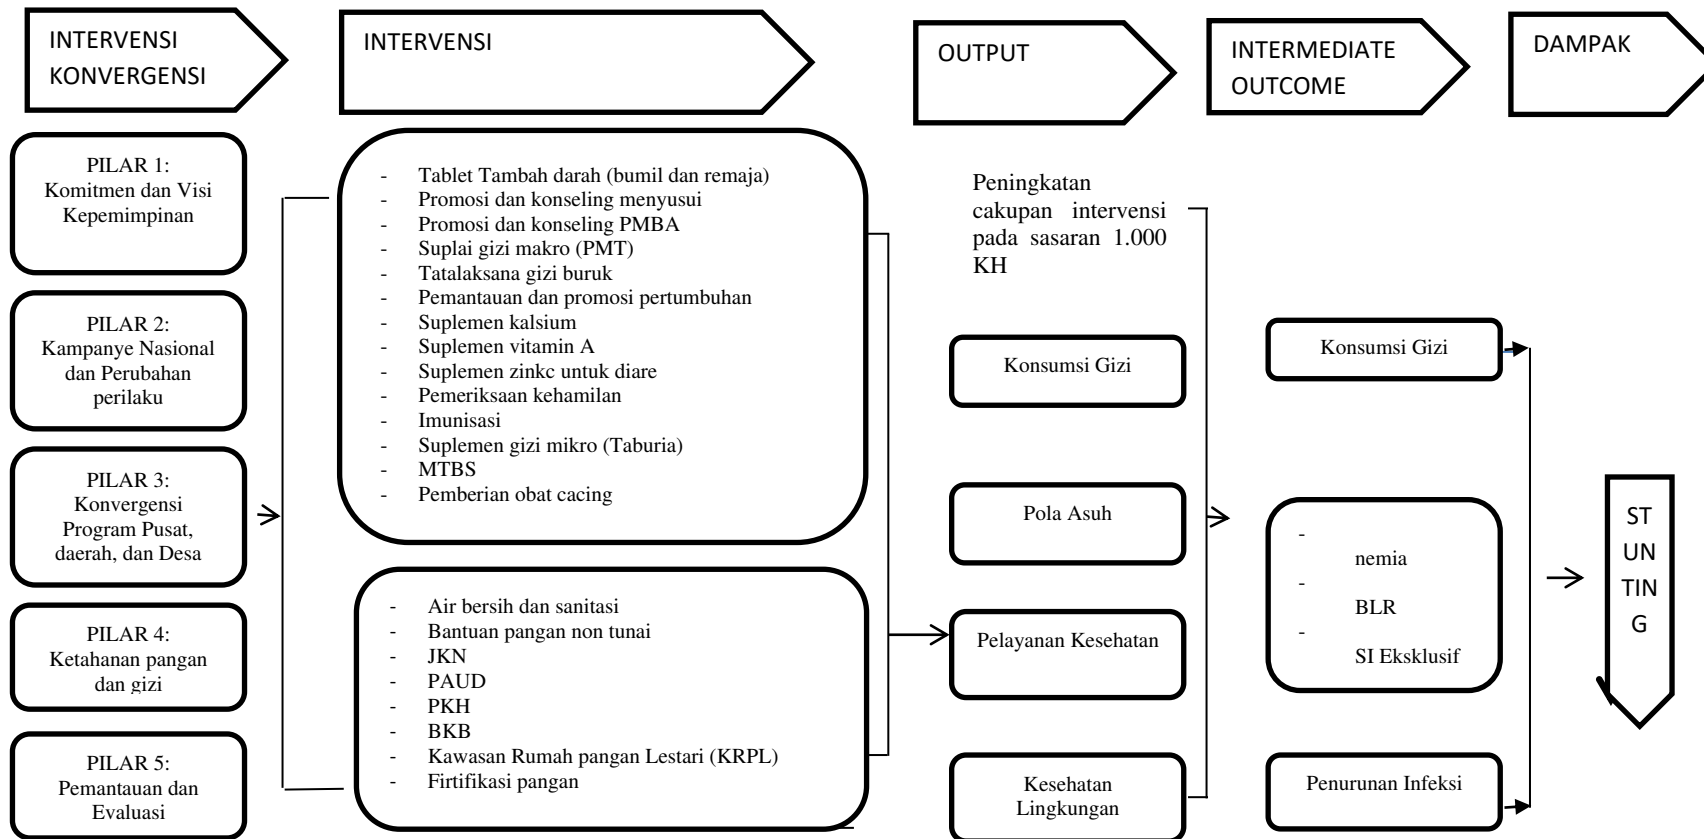 INTERVENSI
KONVERGENSI
INTERVENSI
OUTPUT
INTERMEDIATE
OUTCOME
DAMPAK
PILAR 1:
Komitmen dan Visi
Kepemimpinan
PILAR 2:
Kampanye Nasional
dan Perubahan
perilaku
PILAR 3:
Konvergensi
Program Pusat,
daerah, dan Desa
PILAR 4:
Ketahanan pangan
dan gizi
PILAR 5:
Pemantauan dan
Evaluasi
- Tablet Tambah darah (bumil dan remaja)
- Promosi dan konseling menyusui
- Promosi dan konseling PMBA
- Suplai gizi makro (PMT)
- Tatalaksana gizi buruk
- Pemantauan dan promosi pertumbuhan
- Suplemen kalsium
- Suplemen vitamin A
- Suplemen zinkc untuk diare
- Pemeriksaan kehamilan
- Imunisasi
- Suplemen gizi mikro (Taburia)
- MTBS
- Pemberian obat cacing
- Air bersih dan sanitasi
- Bantuan pangan non tunai
- JKN
- PAUD
- PKH
- BKB
- Kawasan Rumah pangan Lestari (KRPL)
- Firtifikasi pangan
Peningkatan
cakupan intervensi
pada sasaran 1.000
KH
Konsumsi Gizi
Pola Asuh
Pelayanan Kesehatan
Kesehatan
Lingkungan
Konsumsi Gizi
-
nemia
-
BLR
-
SI Eksklusif
Penurunan Infeksi
ST
UN
TIN
G